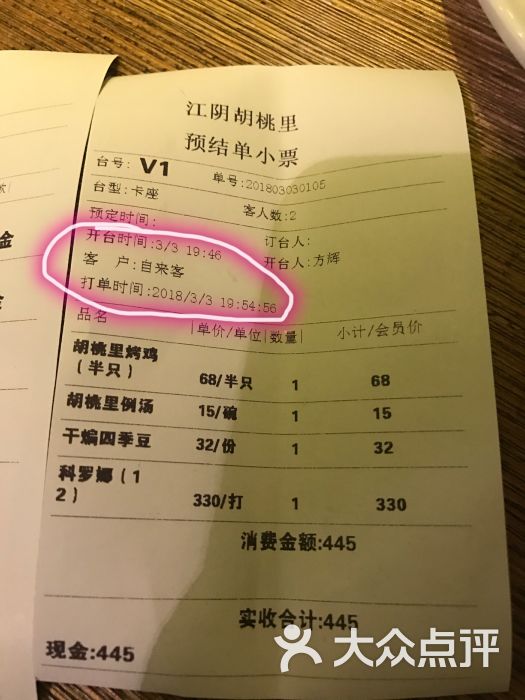 江阴胡桃里
预结单小票
台号:V1 单号:201803030105
台型:卡座 客人数:2
预定时间: 订台人:
开台时间:3/3 19:46 开台人:方辉
客 户:自来客
打单时间:2018/3/3 19:54:56
品名 |单价/单位|数量| 小计/会员价
胡桃里烤鸡
(半只) 68/半只 1 68
胡桃里例汤 15/碗 1 15
干煸四季豆 32/份 1 32
科罗娜(1
2) 330/打 1 330
消费金额:445
实收合计:445
现金:445
金
大众点评